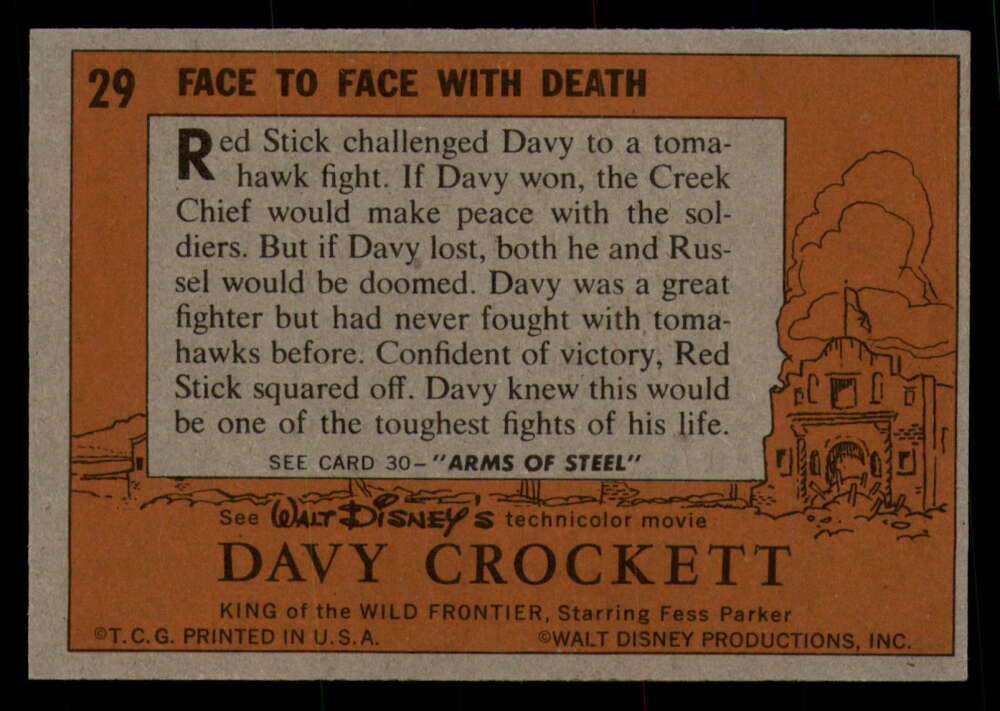 29 FACE TO FACE WITH DEATH
Red Stick challenged Davy to a toma-
hawk fight. If Davy won, the Creek
Chief would make peace with the sol-
diers. But if Davy lost, both he and Rus-
sel would be doomed. Davy was a great
fighter but had never fought with toma-
hawks before. Confident of victory, Red
Stick squared off. Davy knew this would
be one of the toughest fights of his life.
SEE CARD 30–"ARMS OF STEEL"
See WALT DISNEY'S technicolor movie
DAVY CROCKETT
KING of the WILD FRONTIER, Starring Fess Parker
©T.C.G. PRINTED IN U.S.A. ©WALT DISNEY PRODUCTIONS, INC.